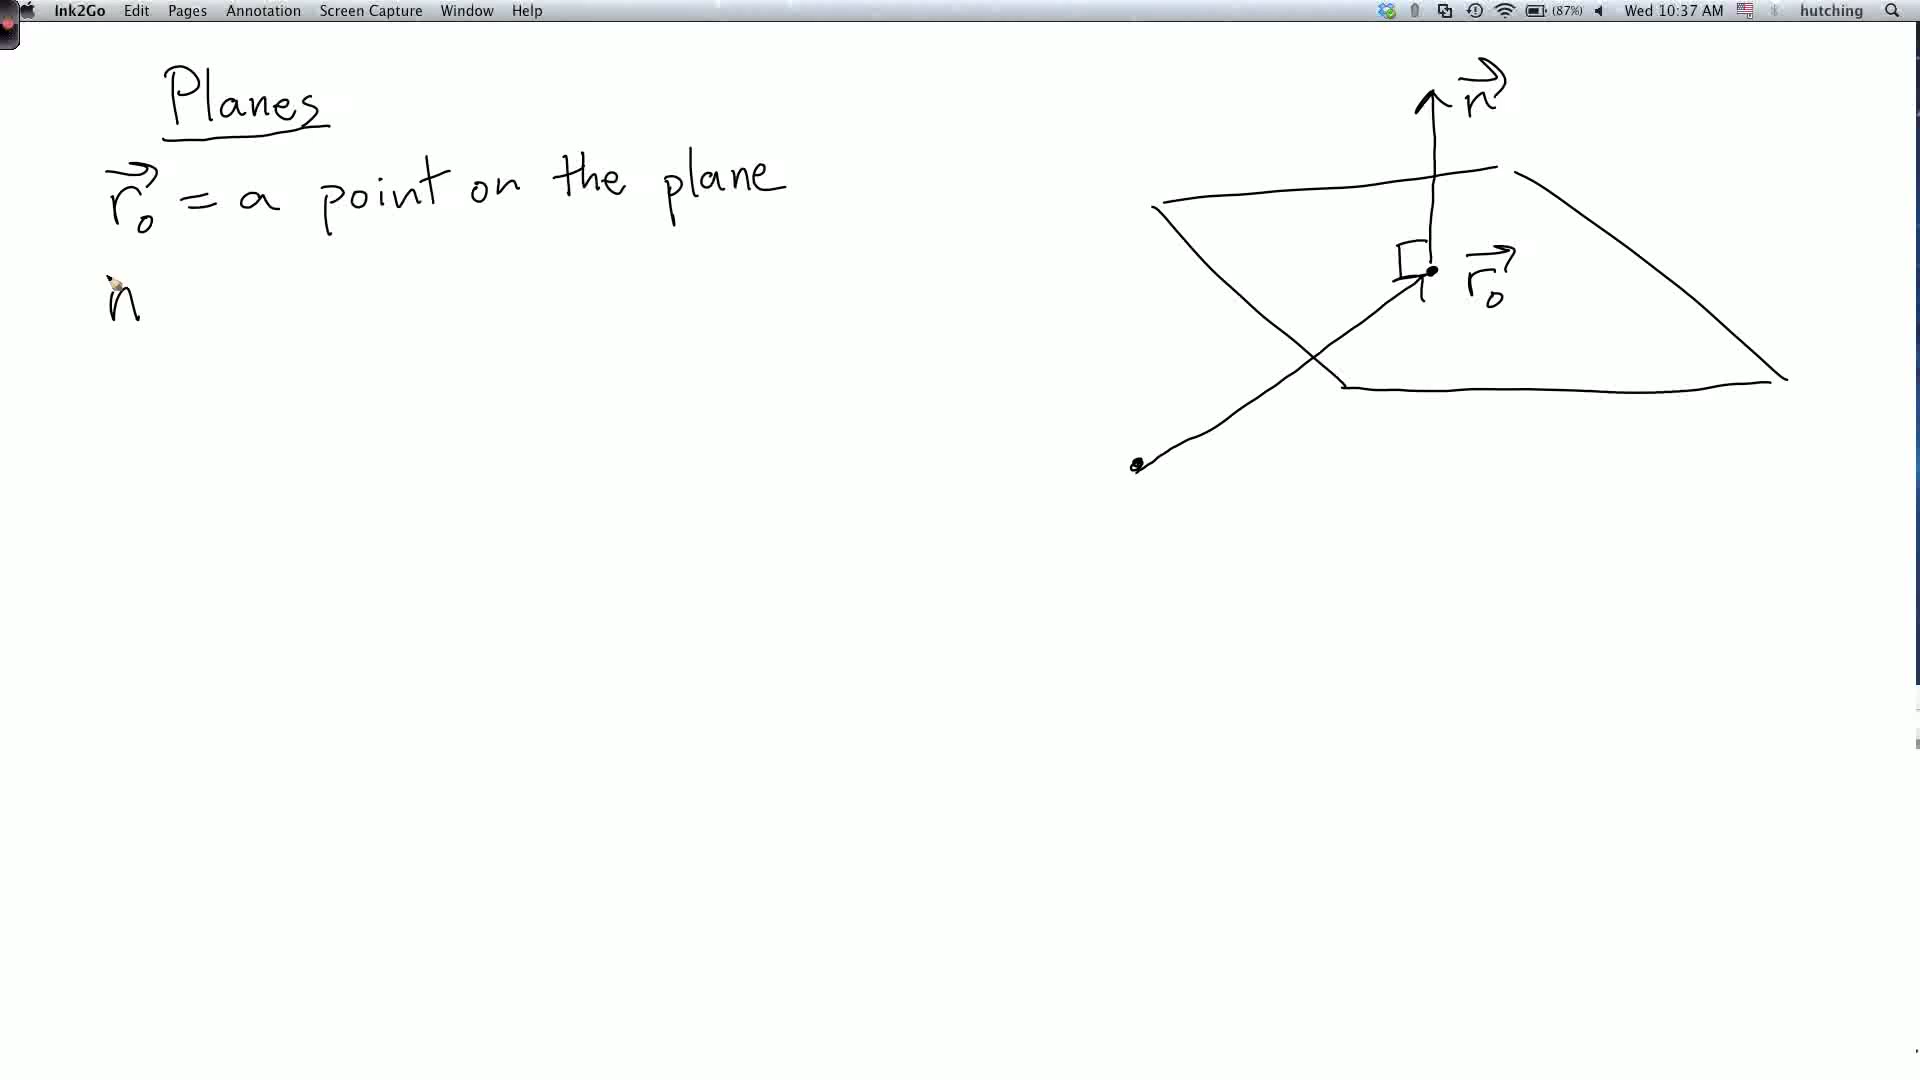 Ink2Go Edit Pages Annotation Screen Capture Window Help (87%) Wed 10:37 AM hutching
Planes
r⃗₀ = a point on the plane
n
n⃗
r⃗₀